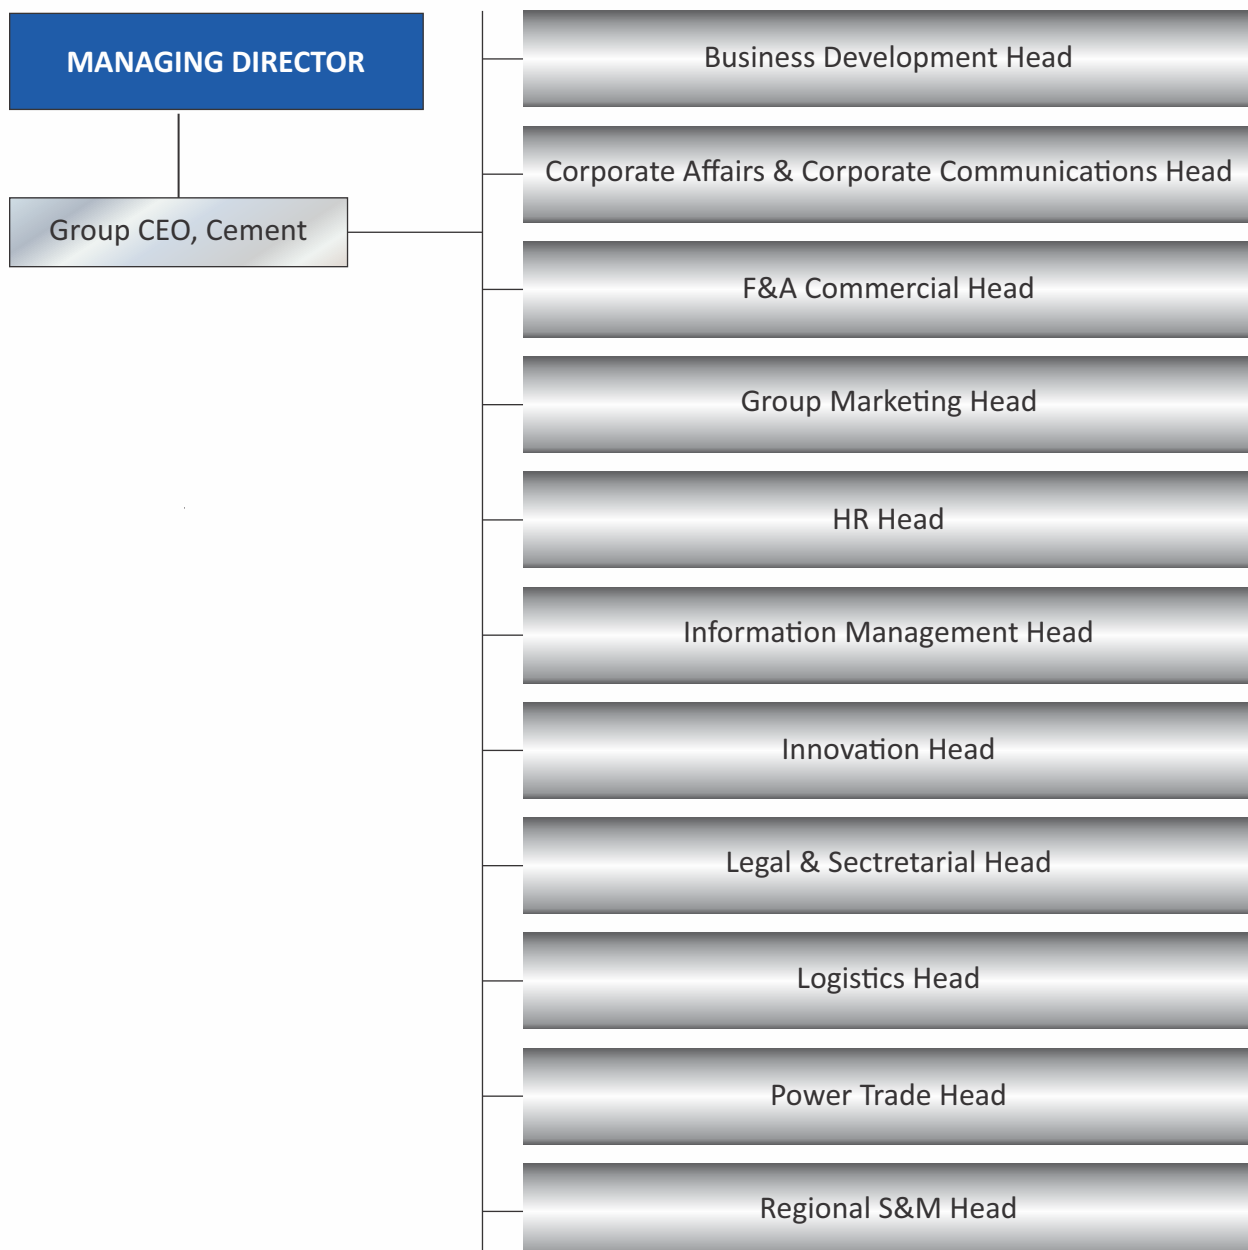 MANAGING DIRECTOR
Group CEO, Cement
Business Development Head
Corporate Affairs & Corporate Communications Head
F&A Commercial Head
Group Marketing Head
HR Head
Information Management Head
Innovation Head
Legal & Sectretarial Head
Logistics Head
Power Trade Head
Regional S&M Head